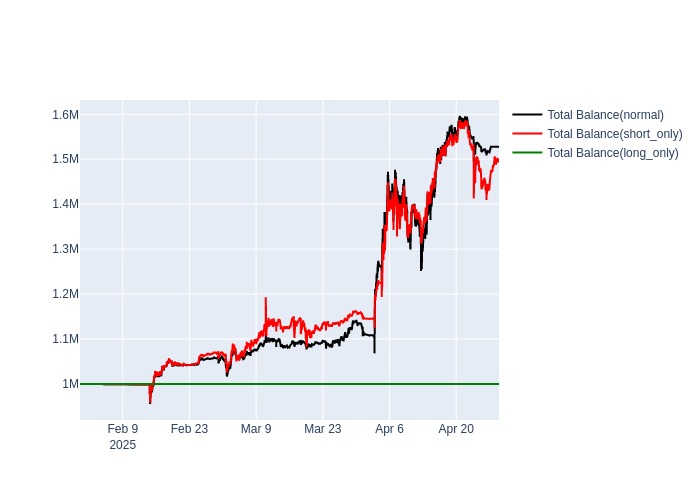 1.6M
1.5M
1.4M
1.3M
1.2M
1.1M
1M
Feb 9
2025
Feb 23
Mar 9
Mar 23
Apr 6
Apr 20
Total Balance(normal)
Total Balance(short_only)
Total Balance(long_only)